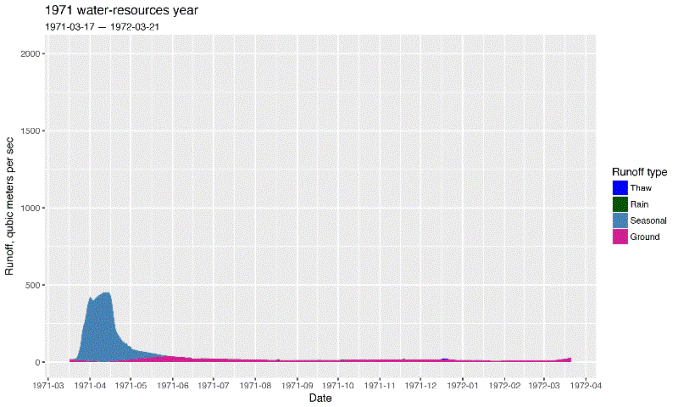 1971 water-resources year
1971-03-17 — 1972-03-21
2000
1500
1000
500
0
Runoff, qubic meters per sec
1971-03 1971-04 1971-05 1971-06 1971-07 1971-08 1971-09 1971-10 1971-11 1971-12 1972-01 1972-02 1972-03 1972-04
Date
Runoff type
Thaw
Rain
Seasonal
Ground